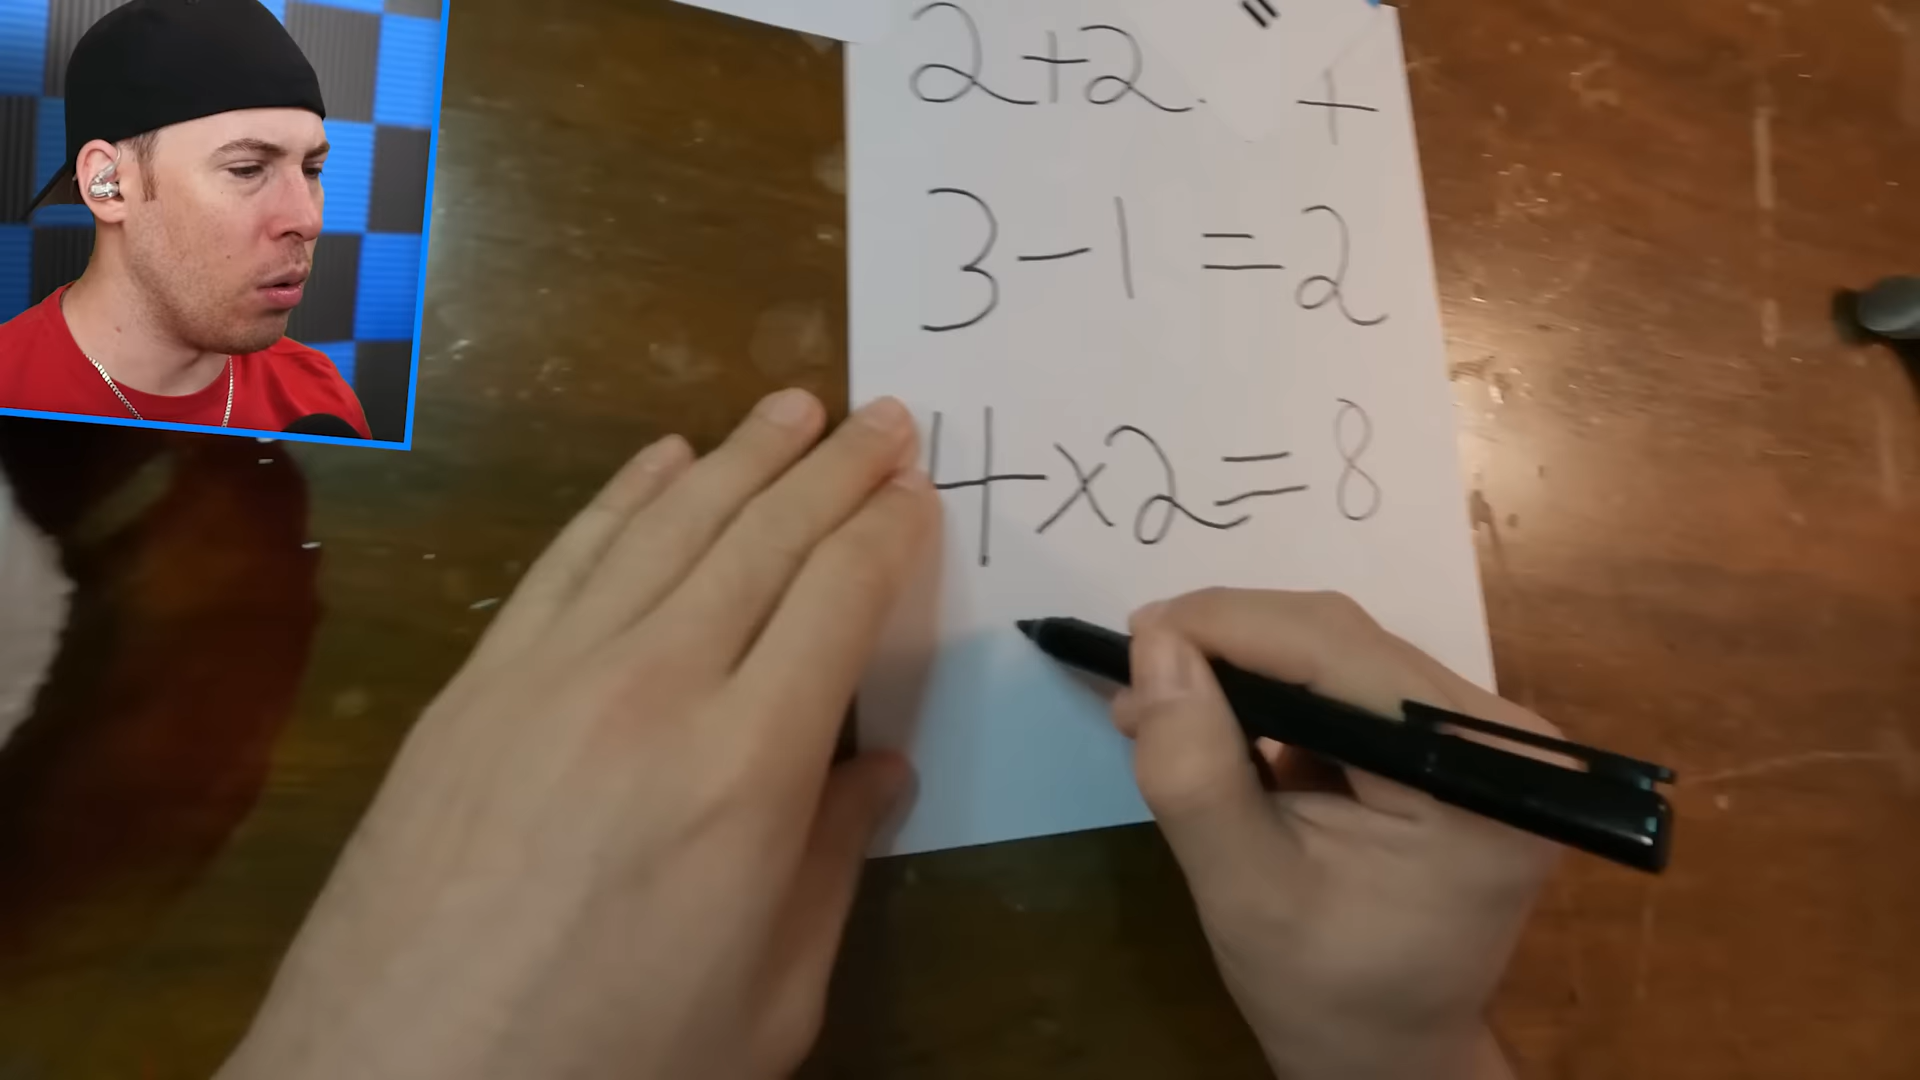 2+2. = +
3-1=2
4x2=8